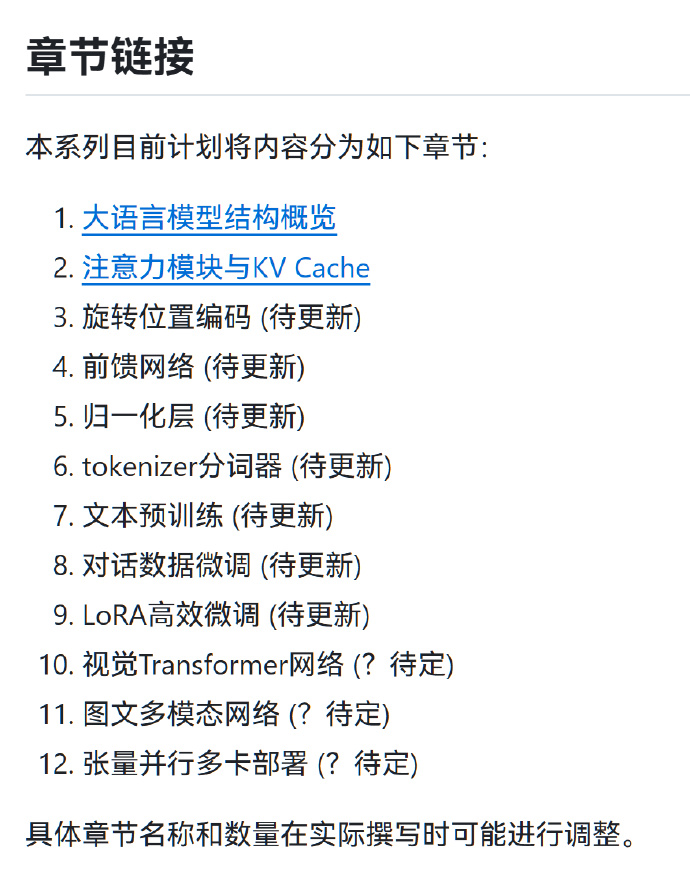 章节链接
本系列目前计划将内容分为如下章节:
1. 大语言模型结构概览
2. 注意力模块与KV Cache
3. 旋转位置编码 (待更新)
4. 前馈网络 (待更新)
5. 归一化层 (待更新)
6. tokenizer分词器 (待更新)
7. 文本预训练 (待更新)
8. 对话数据微调 (待更新)
9. LoRA高效微调 (待更新)
10. 视觉Transformer网络 (？待定)
11. 图文多模态网络 (？待定)
12. 张量并行多卡部署 (？待定)
具体章节名称和数量在实际撰写时可能进行调整。